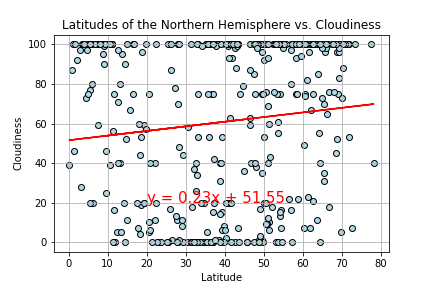 Latitudes of the Northern Hemisphere vs. Cloudiness
100
80
60
40
20
0
Cloudiness
y = 0.23x + 51.55
0 10 20 30 40 50 60 70 80
Latitude